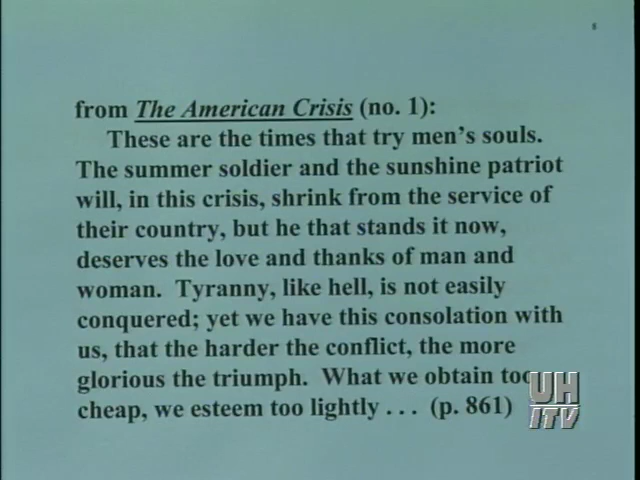 from The American Crisis (no. 1):
These are the times that try men's souls.
The summer soldier and the sunshine patriot
will, in this crisis, shrink from the service of
their country, but he that stands it now,
deserves the love and thanks of man and
woman. Tyranny, like hell, is not easily
conquered; yet we have this consolation with
us, that the harder the conflict, the more
glorious the triumph. What we obtain too
cheap, we esteem too lightly . . . (p. 861)
UH
ITV